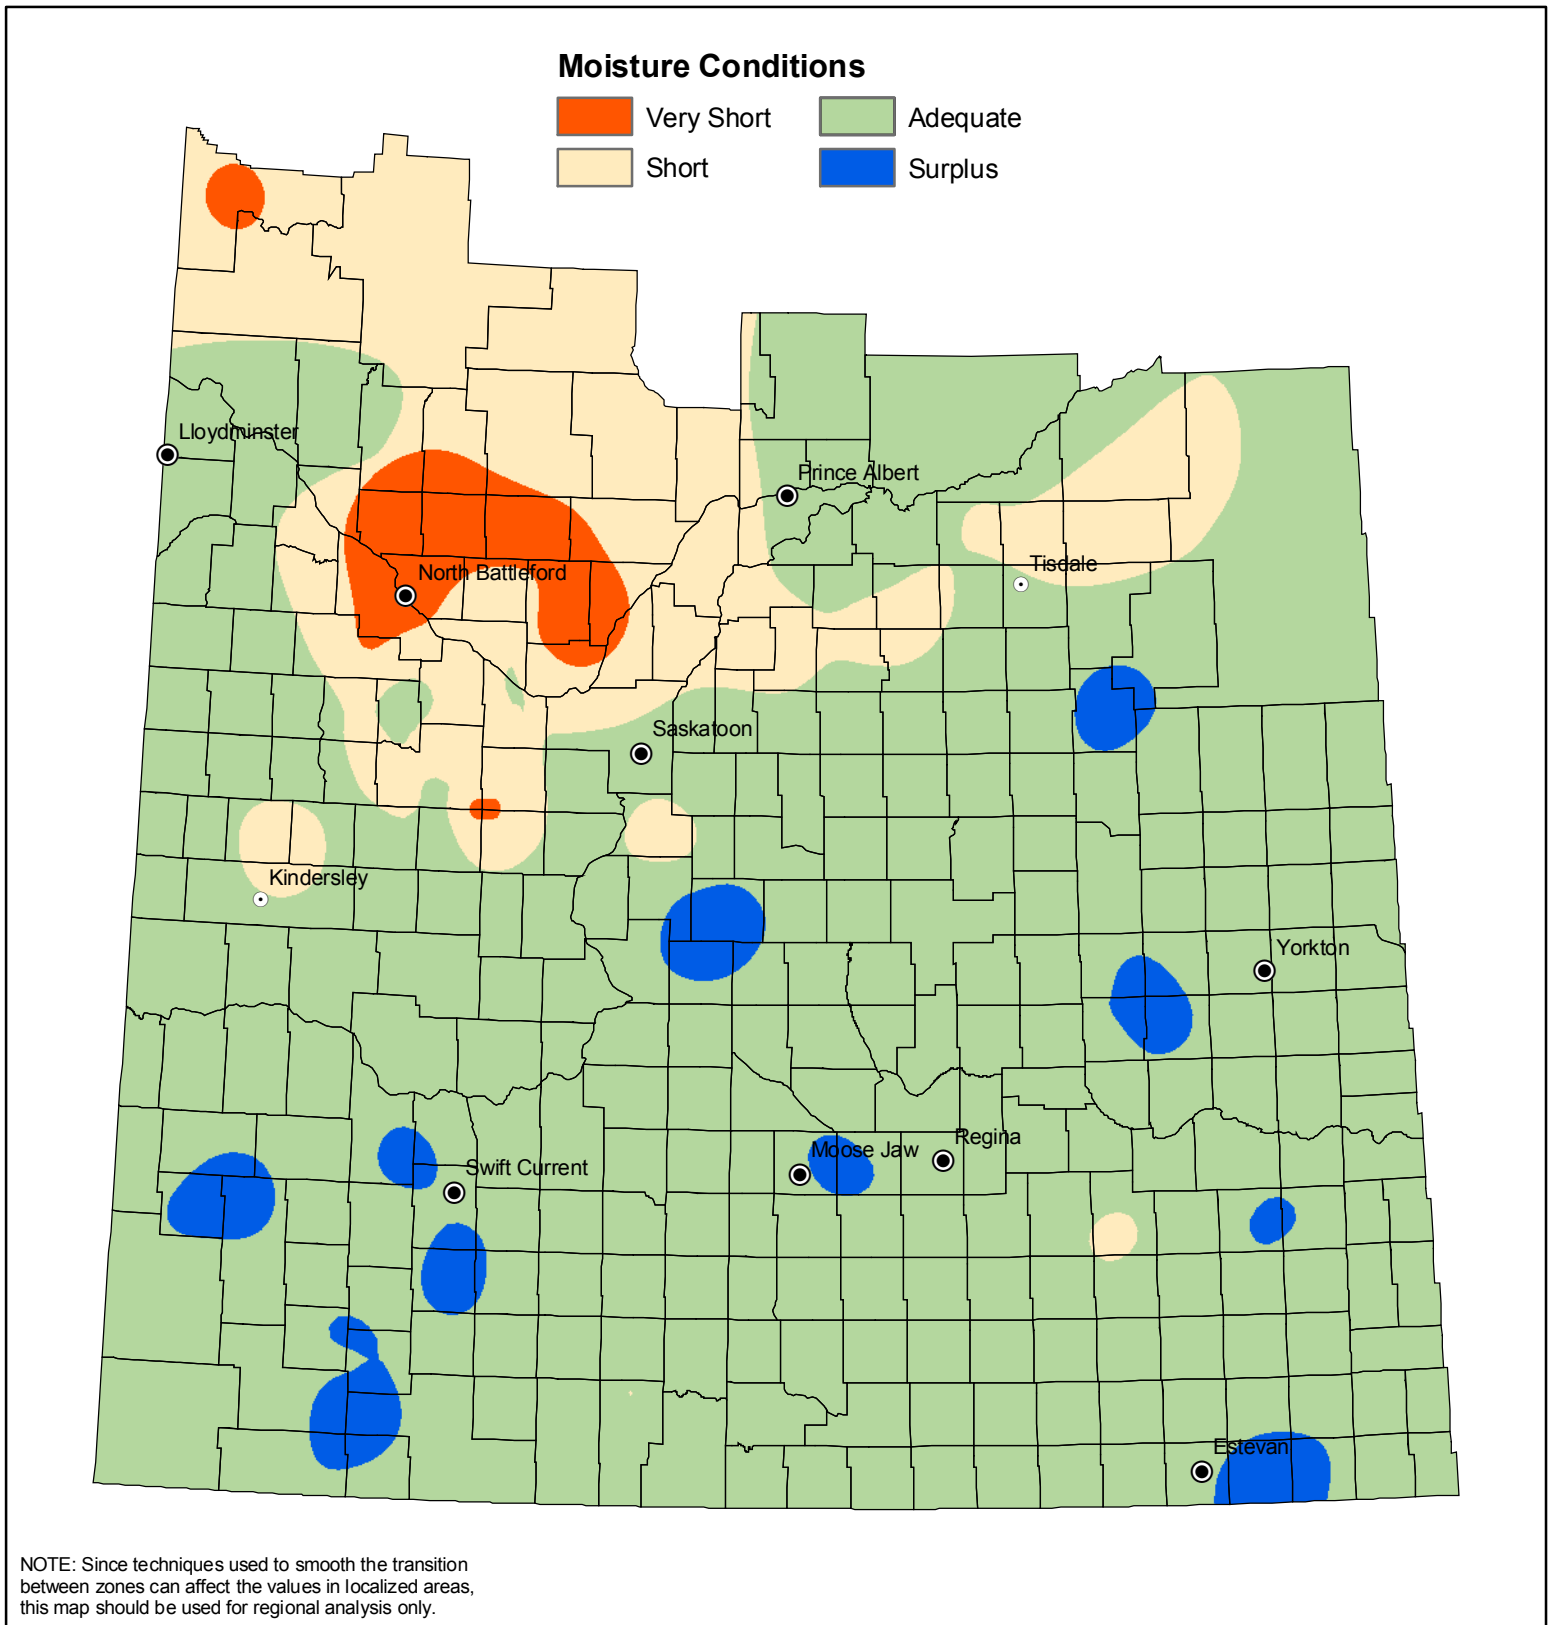 Moisture Conditions
Very Short
Adequate
Short
Surplus
Lloydminster
Prince Albert
Tisdale
North Battleford
Saskatoon
Kindersley
Yorkton
Regina
Moose Jaw
Swift Current
Estevan
NOTE: Since techniques used to smooth the transition
between zones can affect the values in localized areas,
this map should be used for regional analysis only.